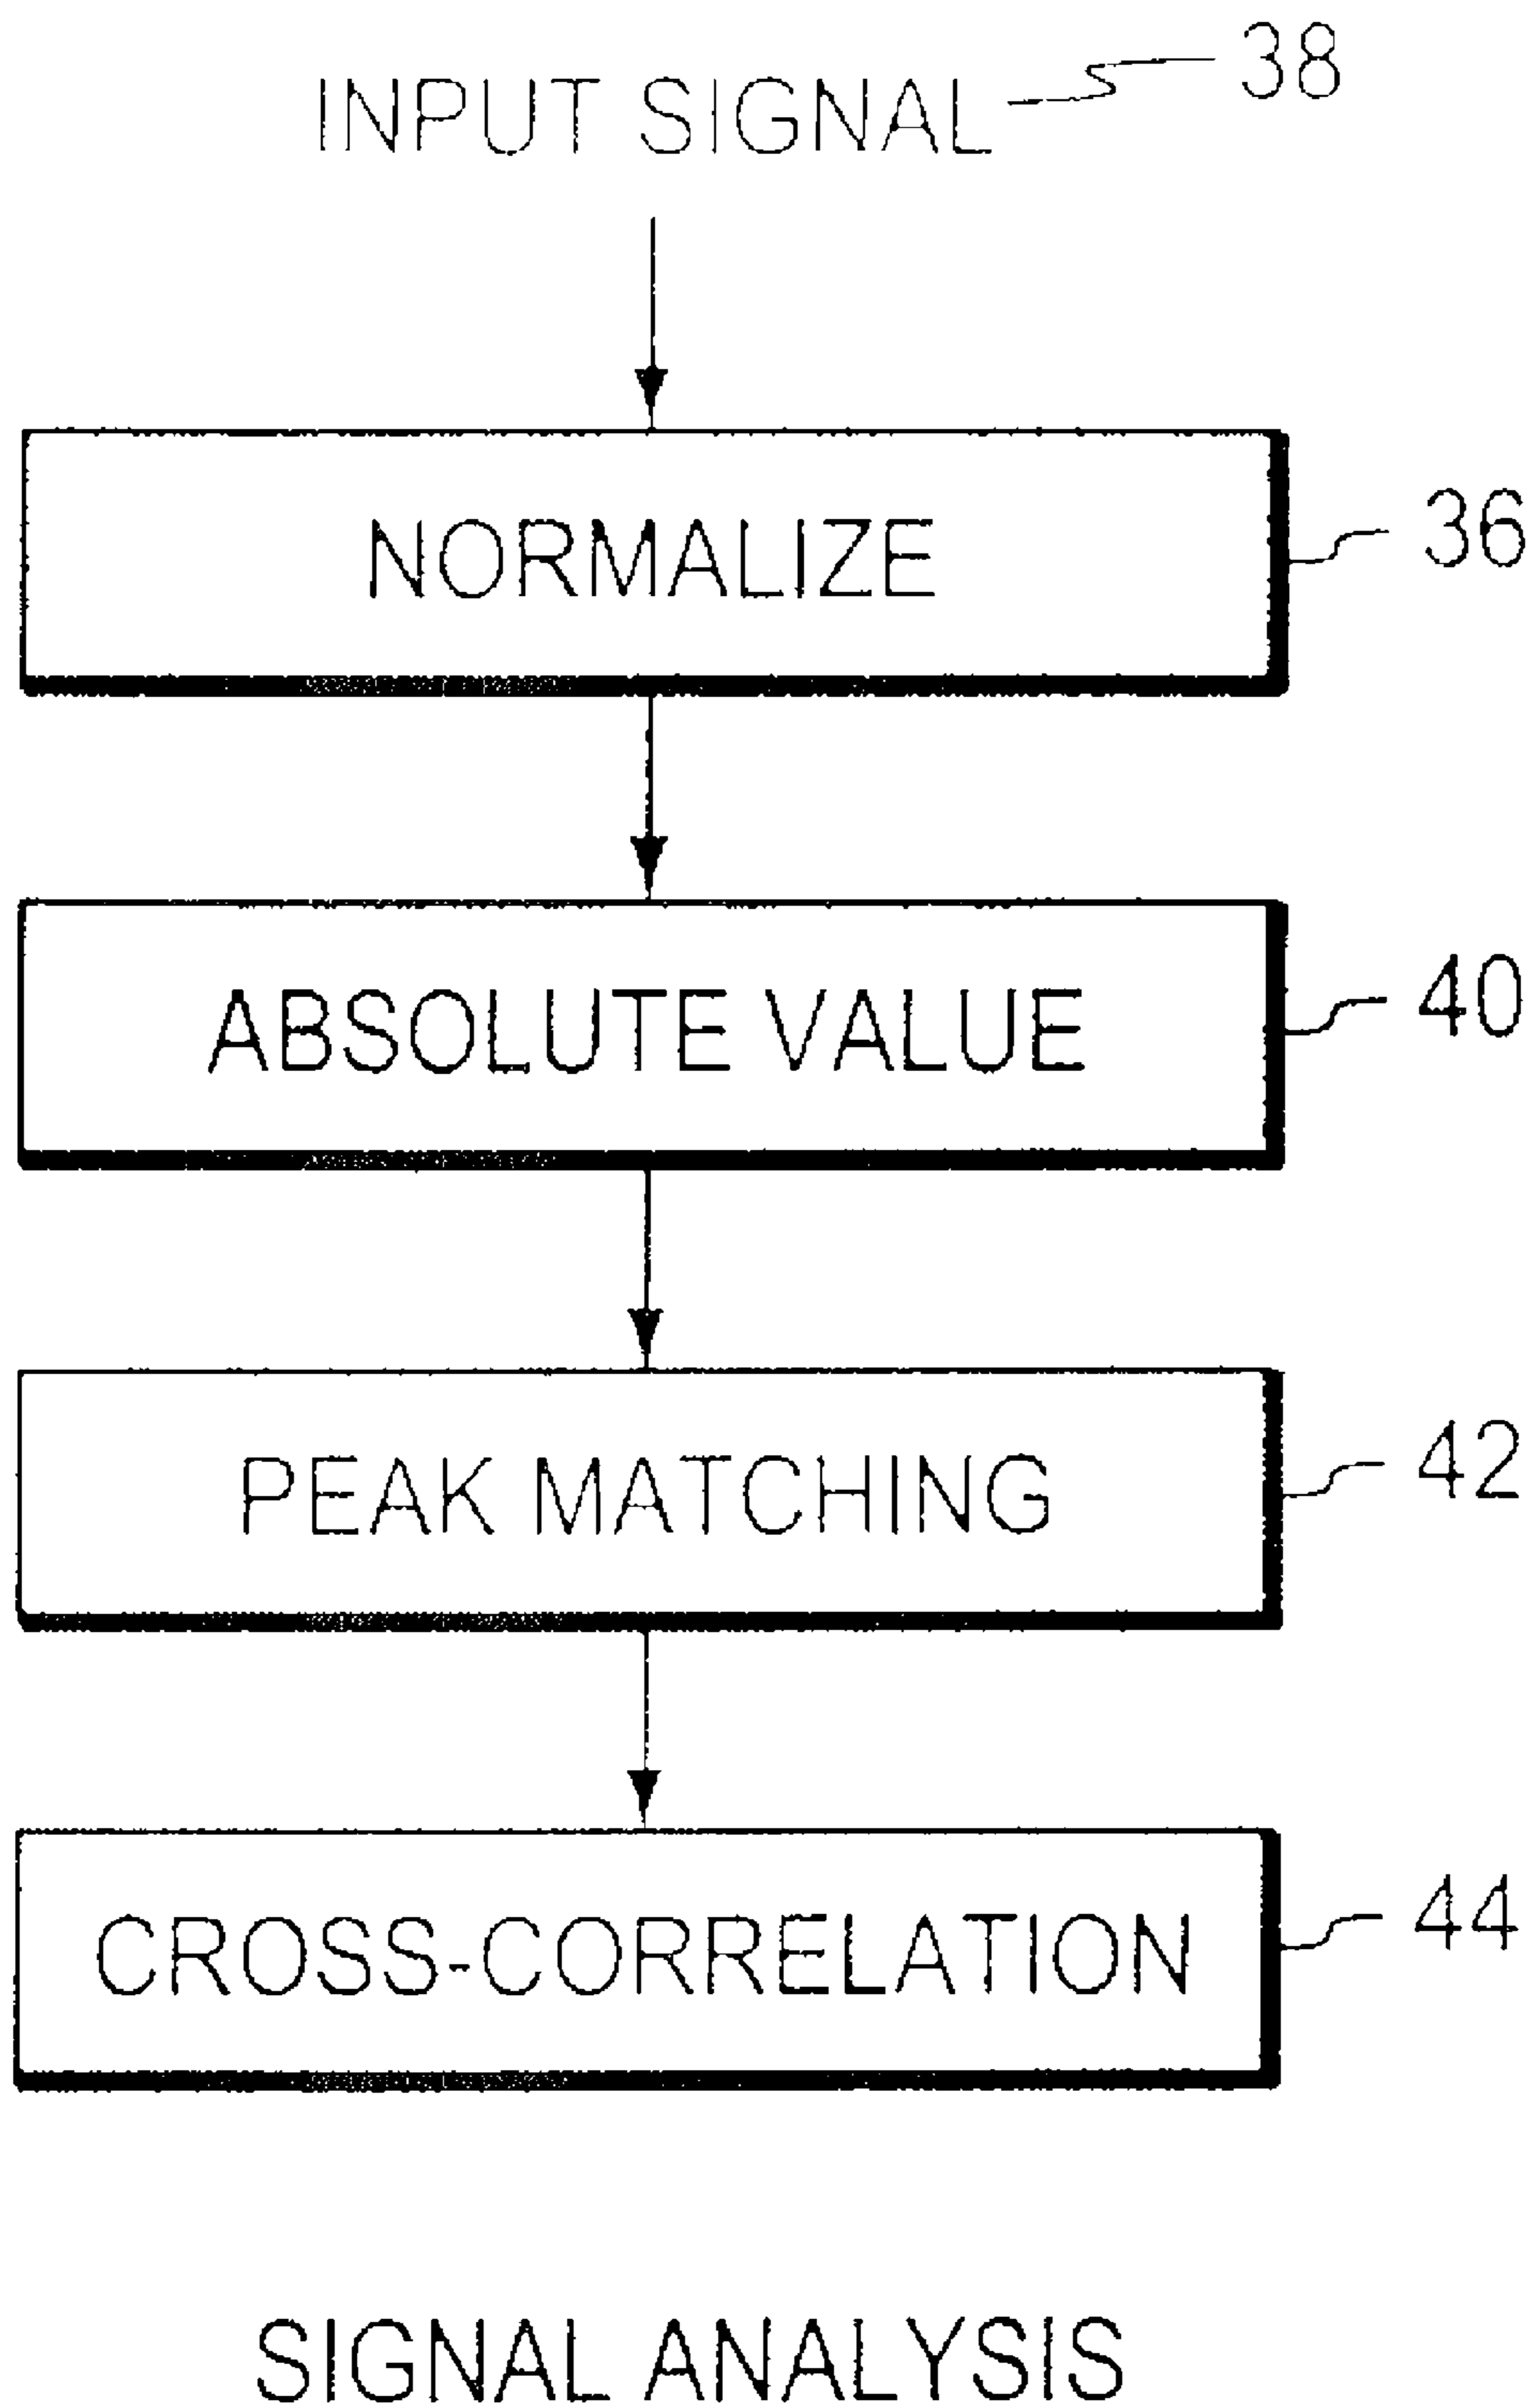 INPUT SIGNAL 38
NORMALIZE 36
ABSOLUTE VALUE 40
PEAK MATCHING 42
CROSS-CORRELATION 44
SIGNAL ANALYSIS